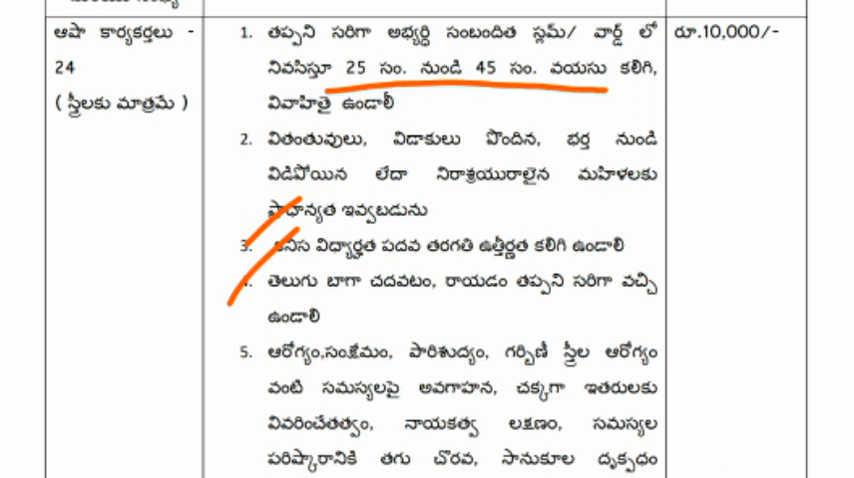 ఆషా కార్యకర్తలు -
24
( స్త్రీలకు మాత్రమే )
1. తప్పని సరిగా అభ్యర్ధి సంబందిత స్లమ్/ వార్డ్ లో
నివసిస్తూ 25 సం. నుండి 45 సం. వయసు కలిగి,
వివాహితై ఉండాలీ
2. వితంతువులు, విడాకులు పొందిన, భర్త నుండి
విడిపోయిన లేదా నిరాశ్రయురాలైన మహిళలకు
ప్రాధాన్యత ఇవ్వబడును
3. కనీస విధ్యార్హత పదవ తరగతి ఉత్తీర్ణత కలిగి ఉండాలి
తెలుగు బాగా చదవటం, రాయడం తప్పని సరిగా వచ్చి
ఉండాలి
5. ఆరోగ్యం,సంక్షేమం, పారిశుద్యం, గర్బిణీ స్త్రీల ఆరోగ్యం
వంటి సమస్యలపై అవగాహన, చక్కగా ఇతరులకు
వివరించేతత్వం, నాయకత్వ లక్షణం, సమస్యల
పరిష్కారానికి తగు చొరవ, సానుకూల దృక్పధం
రూ.10,000/-